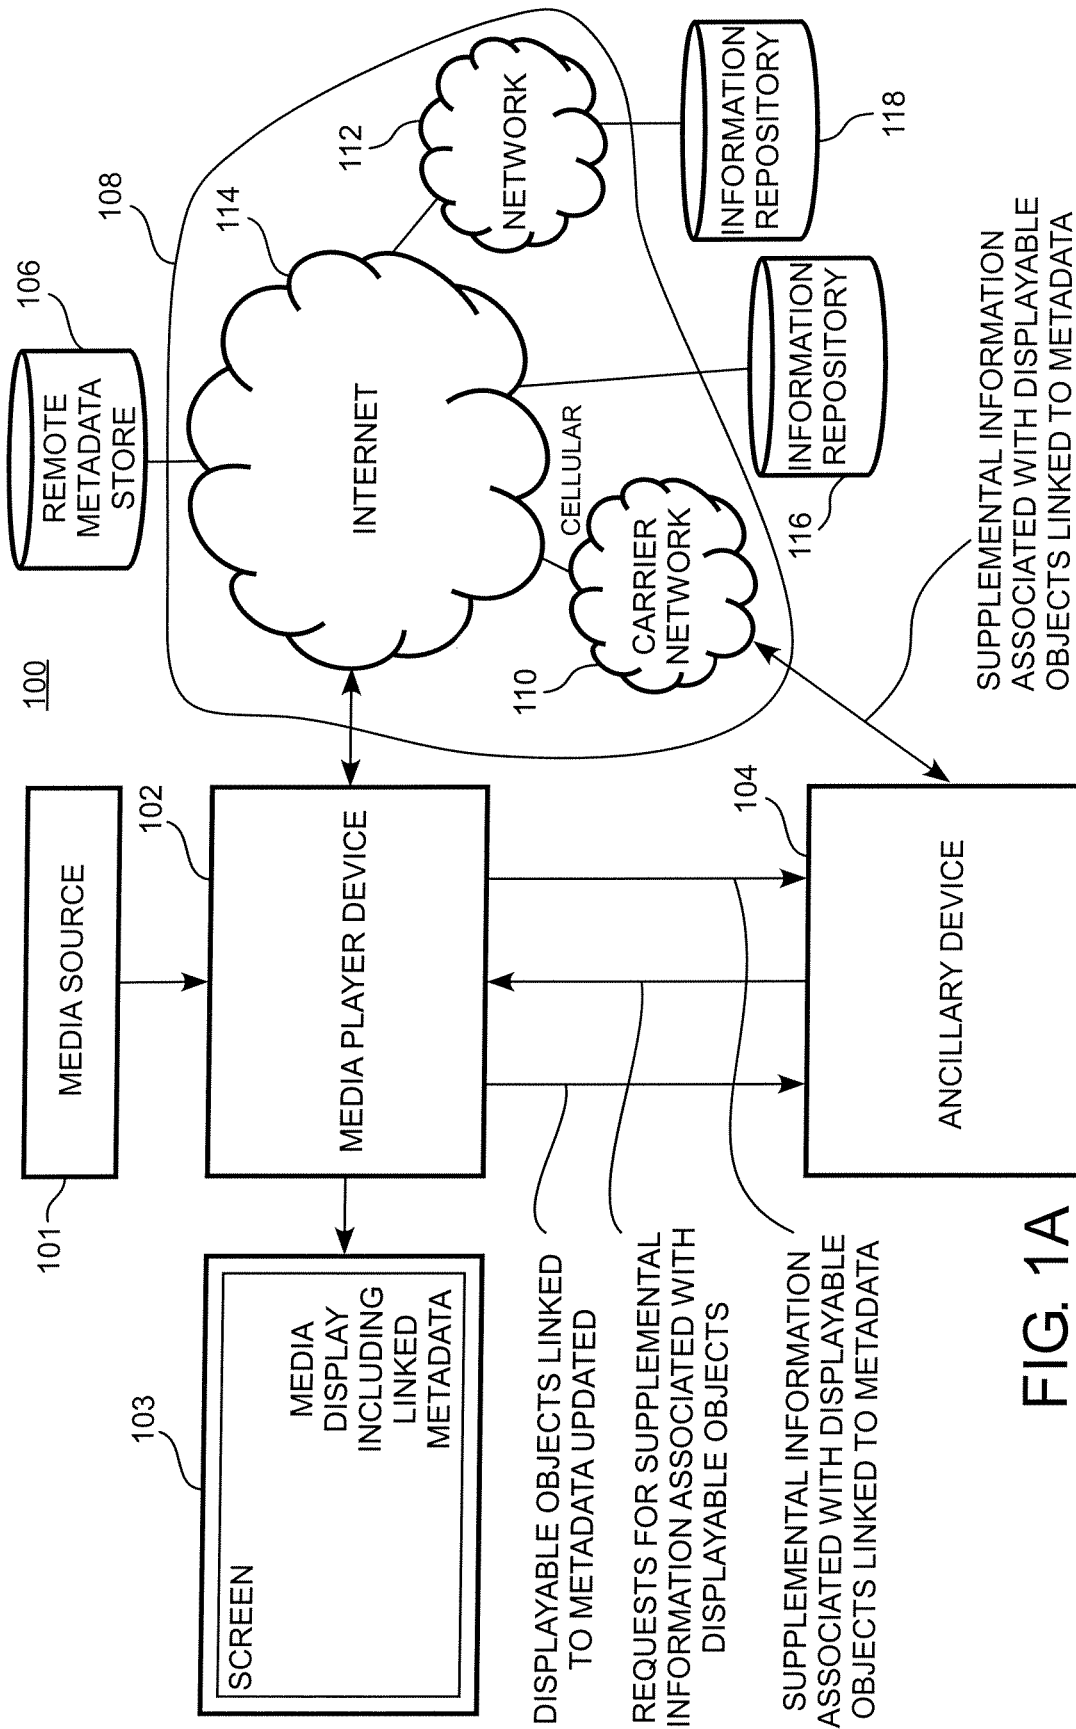 100
MEDIA SOURCE
101
REMOTE
METADATA
STORE
106
108
103
SCREEN
MEDIA
DISPLAY
INCLUDING
LINKED
METADATA
102
MEDIA PLAYER DEVICE
INTERNET
114
112
NETWORK
CELLULAR
CARRIER
NETWORK
110
INFORMATION
REPOSITORY
116
INFORMATION
REPOSITORY
118
DISPLAYABLE OBJECTS LINKED
TO METADATA UPDATED
REQUESTS FOR SUPPLEMENTAL
INFORMATION ASSOCIATED WITH
DISPLAYABLE OBJECTS
SUPPLEMENTAL INFORMATION
ASSOCIATED WITH DISPLAYABLE
OBJECTS LINKED TO METADATA
104
ANCILLARY DEVICE
SUPPLEMENTAL INFORMATION
ASSOCIATED WITH DISPLAYABLE
OBJECTS LINKED TO METADATA
FIG. 1A